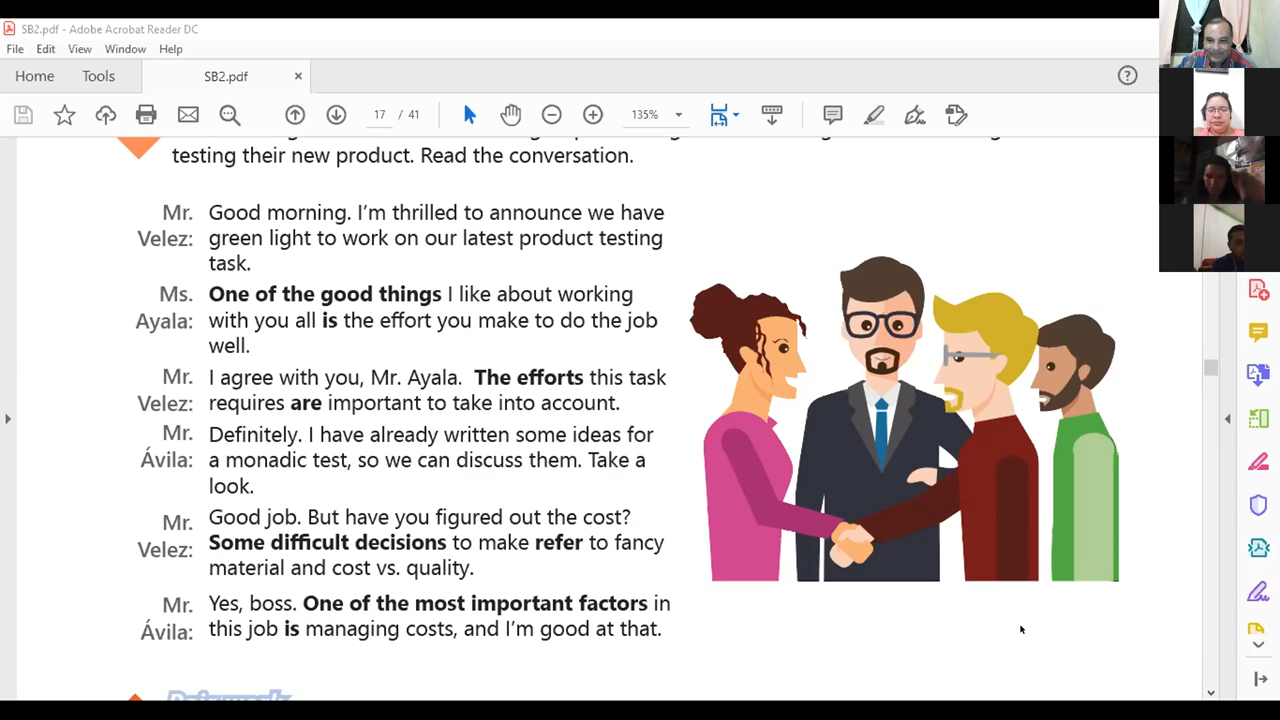 SB2.pdf - Adobe Acrobat Reader DC
File Edit View Window Help
Home Tools SB2.pdf ×
17 / 41 135%
testing their new product. Read the conversation.
Mr. Velez: Good morning. I'm thrilled to announce we have
green light to work on our latest product testing
task.
Ms. Ayala: One of the good things I like about working
with you all is the effort you make to do the job
well.
Mr. Velez: I agree with you, Mr. Ayala. The efforts this task
requires are important to take into account.
Mr. Ávila: Definitely. I have already written some ideas for
a monadic test, so we can discuss them. Take a
look.
Mr. Velez: Good job. But have you figured out the cost?
Some difficult decisions to make refer to fancy
material and cost vs. quality.
Mr. Ávila: Yes, boss. One of the most important factors in
this job is managing costs, and I'm good at that.